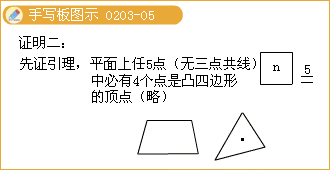 手写板图示 0203-05
证明二：
先证引理，平面上任5点（无三点共线）
中必有4个点是凸四边形
的顶点（略）
n
5